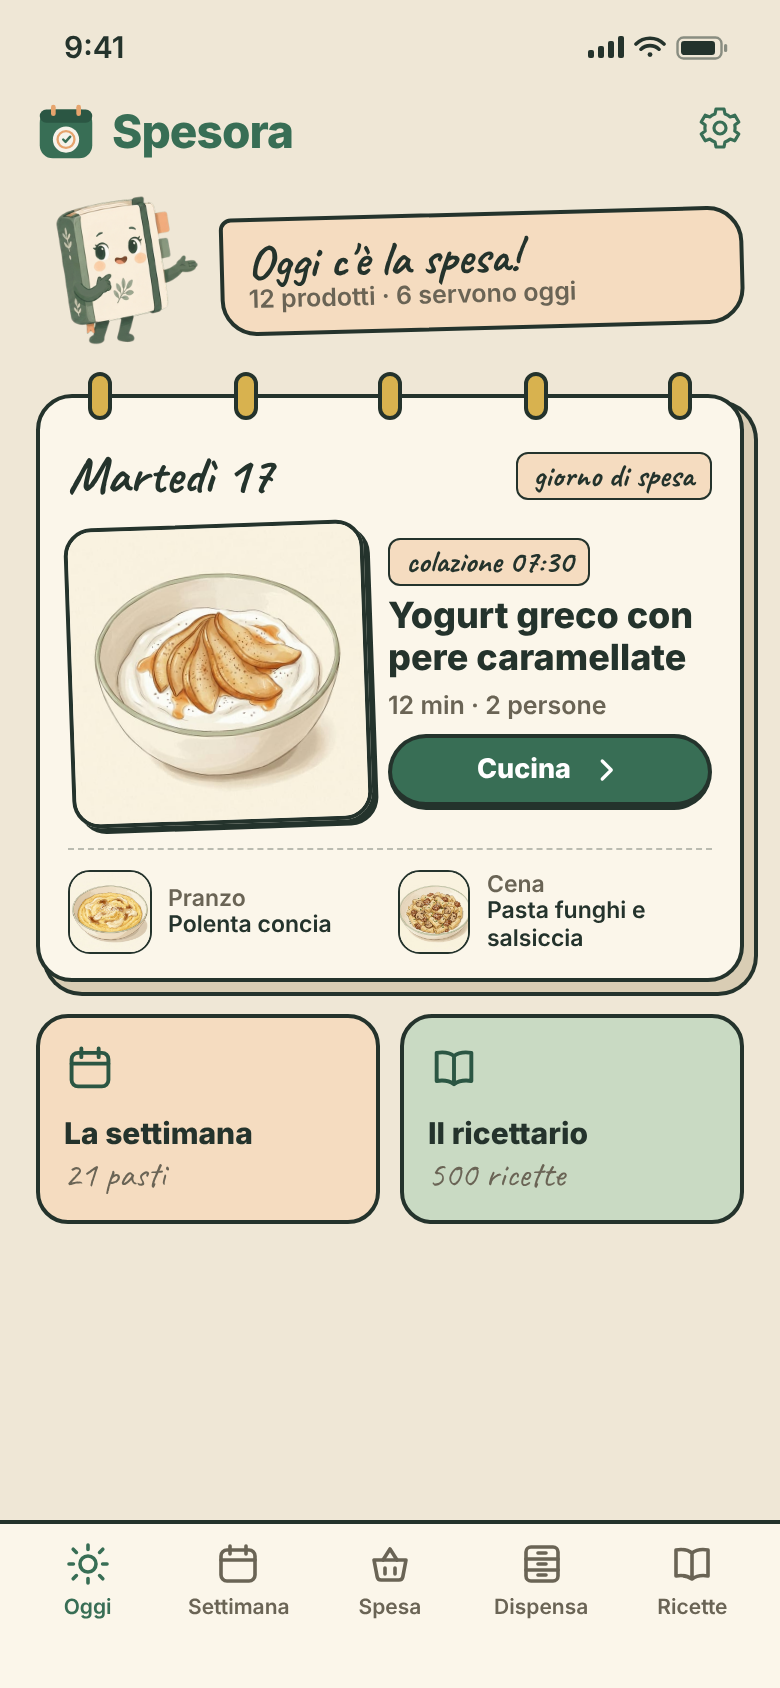 9:41
Spesora
Oggi c'è la spesa!
12 prodotti · 6 servono oggi
Martedì 17
giorno di spesa
colazione 07:30
Yogurt greco con
pere caramellate
12 min · 2 persone
Cucina
Pranzo
Polenta concia
Cena
Pasta funghi e
salsiccia
La settimana
21 pasti
Il ricettario
500 ricette
Oggi
Settimana
Spesa
Dispensa
Ricette